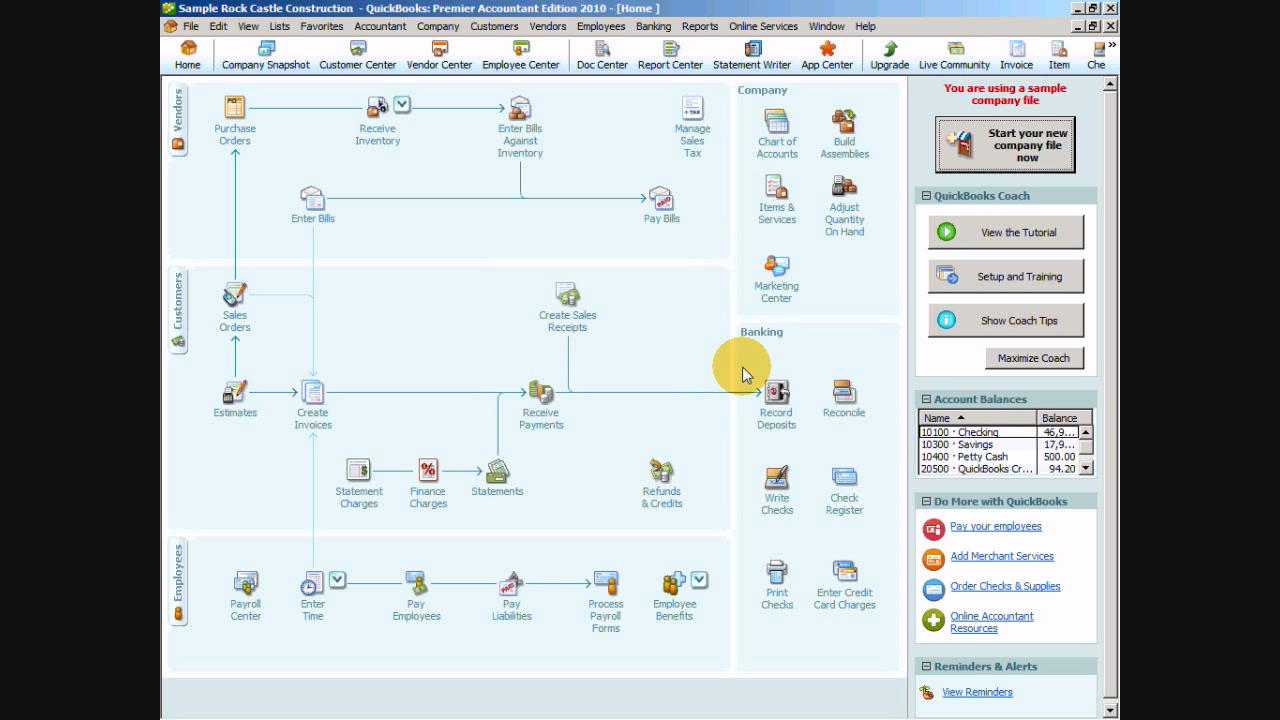 Sample Rock Castle Construction - QuickBooks: Premier Accountant Edition 2010 - [Home ]
File Edit View Lists Favorites Accountant Company Customers Vendors Employees Banking Reports Online Services Window Help
Home Company Snapshot Customer Center Vendor Center Employee Center Doc Center Report Center Statement Writer App Center Upgrade Live Community Invoice Item Che
Vendors
Purchase
Orders
Receive
Inventory
Enter Bills
Against
Inventory
Manage
Sales
Tax
Enter Bills
Pay Bills
Customers
Sales
Orders
Create Sales
Receipts
Estimates
Create
Invoices
Receive
Payments
Statement
Charges
Finance
Charges
Statements
Refunds
& Credits
Employees
Payroll
Center
Enter
Time
Pay
Employees
Pay
Liabilities
Process
Payroll
Forms
Employee
Benefits
Company
Chart of
Accounts
Build
Assemblies
Items &
Services
Adjust
Quantity
On Hand
Marketing
Center
Banking
Record
Deposits
Reconcile
Write
Checks
Check
Register
Print
Checks
Enter Credit
Card Charges
You are using a sample
company file
Start your new
company file
now
QuickBooks Coach
View the Tutorial
Setup and Training
Show Coach Tips
Maximize Coach
Account Balances
Name Balance
10100 · Checking 46,9...
10300 · Savings 17,9...
10400 · Petty Cash 500.00
20500 · QuickBooks Cr... 94.20
Do More with QuickBooks
Pay your employees
Add Merchant Services
Order Checks & Supplies
Online Accountant
Resources
Reminders & Alerts
View Reminders